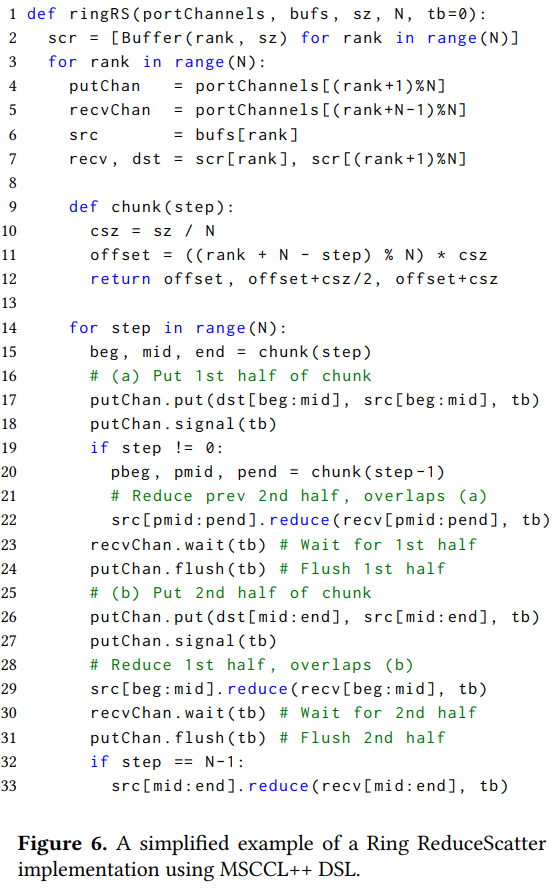 1 def ringRS(portChannels, bufs, sz, N, tb=0):
2   scr = [Buffer(rank, sz) for rank in range(N)]
3   for rank in range(N):
4     putChan   = portChannels[(rank+1)%N]
5     recvChan  = portChannels[(rank+N-1)%N]
6     src       = bufs[rank]
7     recv, dst = scr[rank], scr[(rank+1)%N]
8
9     def chunk(step):
10       csz = sz / N
11       offset = ((rank + N - step) % N) * csz
12       return offset, offset+csz/2, offset+csz
13
14     for step in range(N):
15       beg, mid, end = chunk(step)
16       # (a) Put 1st half of chunk
17       putChan.put(dst[beg:mid], src[beg:mid], tb)
18       putChan.signal(tb)
19       if step != 0:
20         pbeg, pmid, pend = chunk(step-1)
21         # Reduce prev 2nd half, overlaps (a)
22         src[pmid:pend].reduce(recv[pmid:pend], tb)
23       recvChan.wait(tb) # Wait for 1st half
24       putChan.flush(tb) # Flush 1st half
25       # (b) Put 2nd half of chunk
26       putChan.put(dst[mid:end], src[mid:end], tb)
27       putChan.signal(tb)
28       # Reduce 1st half, overlaps (b)
29       src[beg:mid].reduce(recv[beg:mid], tb)
30       recvChan.wait(tb) # Wait for 2nd half
31       putChan.flush(tb) # Flush 2nd half
32       if step == N-1:
33         src[mid:end].reduce(recv[mid:end], tb)
Figure 6. A simplified example of a Ring ReduceScatter
implementation using MSCCL++ DSL.